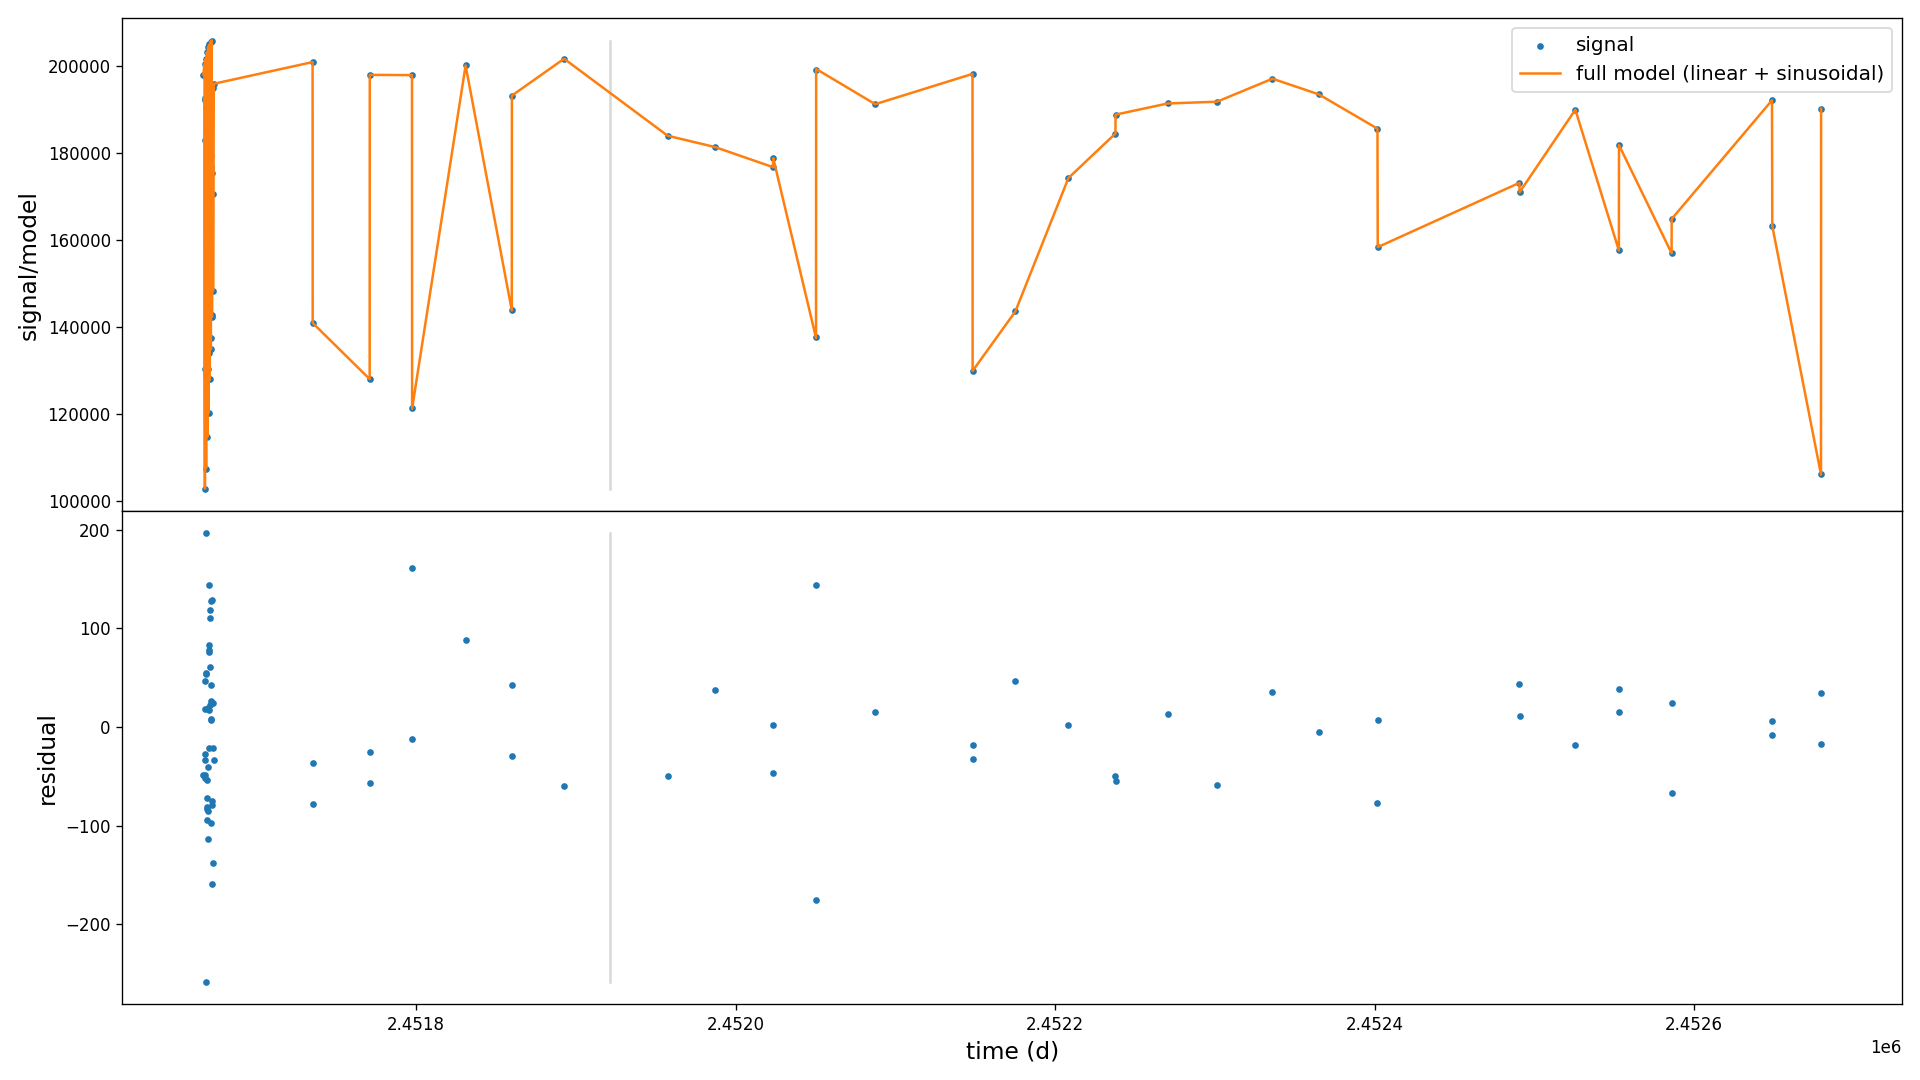 signal
full model (linear + sinusoidal)
200000
180000
160000
140000
120000
100000
signal/model
200
100
0
−100
−200
residual
2.4518
2.4520
2.4522
2.4524
2.4526
1e6
time (d)